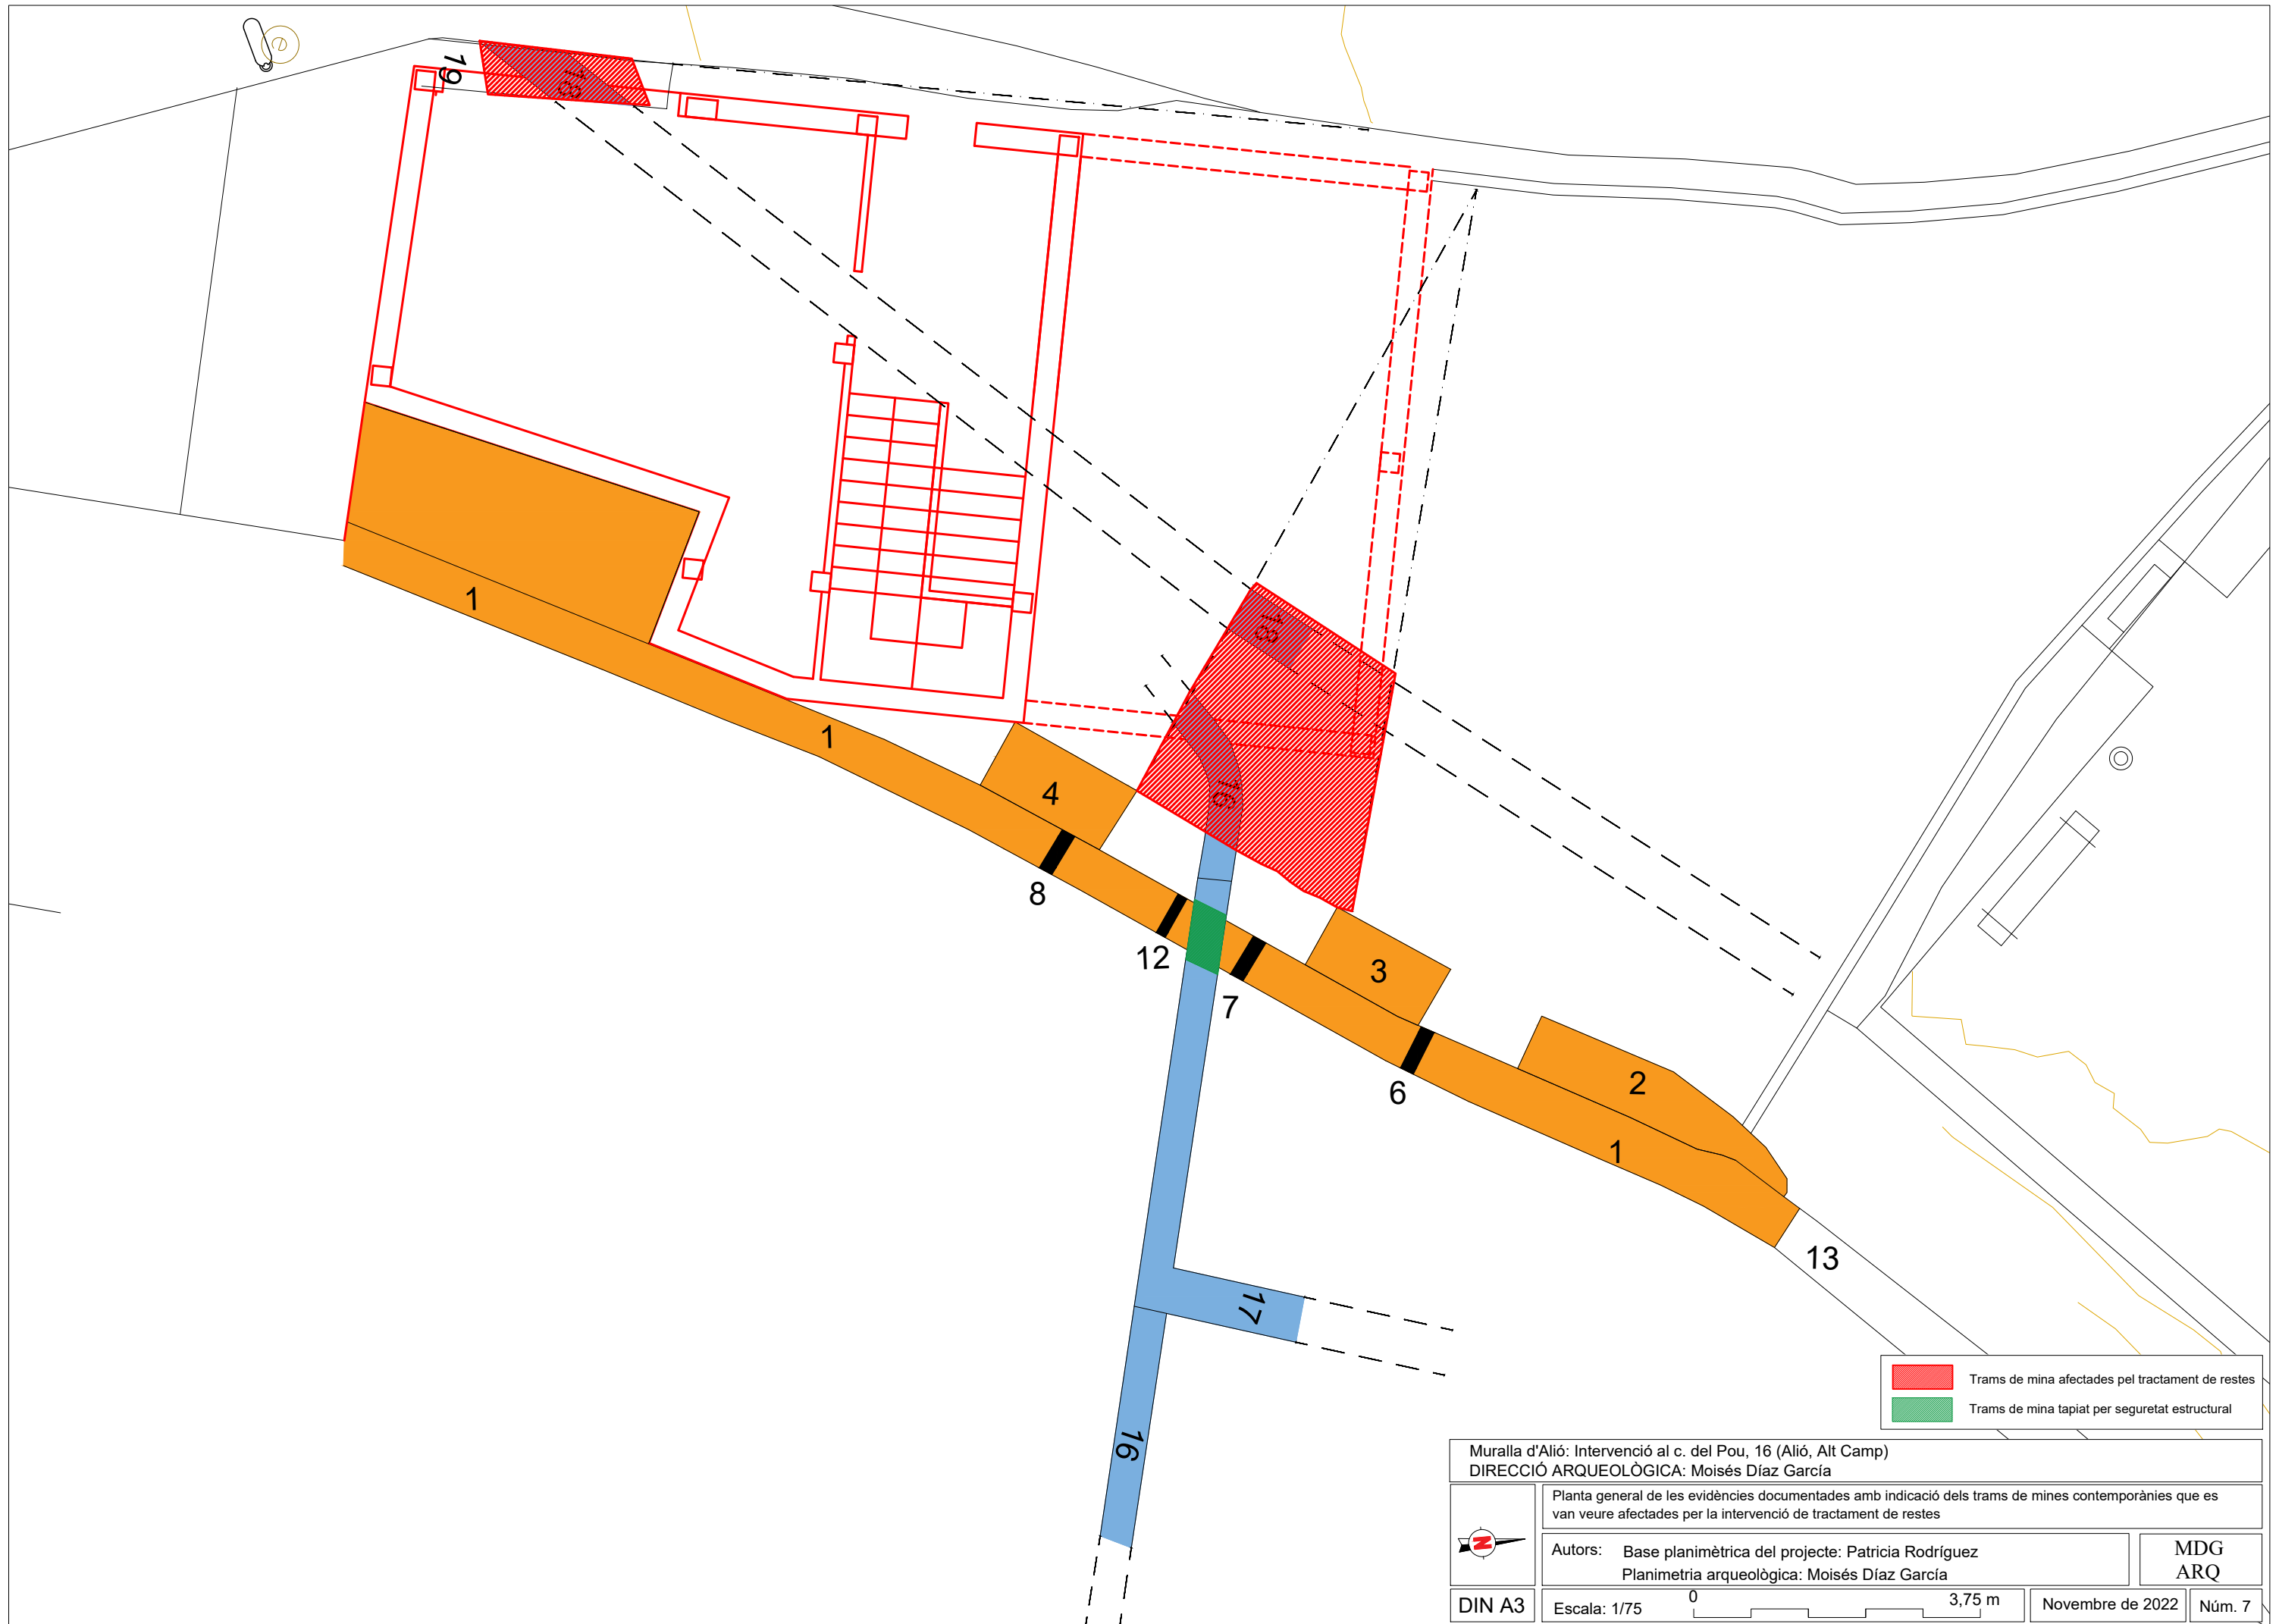 19
18
1
18
1
4
16
8
12
3
7
2
6
1
13
17
16
Trams de mina afectades pel tractament de restes
Trams de mina tapiat per seguretat estructural
Muralla d'Alió: Intervenció al c. del Pou, 16 (Alió, Alt Camp)
DIRECCIÓ ARQUEOLÒGICA: Moisés Díaz García
Planta general de les evidències documentades amb indicació dels trams de mines contemporànies que es
van veure afectades per la intervenció de tractament de restes
N
Autors: Base planimètrica del projecte: Patricia Rodríguez
Planimetria arqueològica: Moisés Díaz García
MDG
ARQ
DIN A3
Escala: 1/75
0 3,75 m
Novembre de 2022
Núm. 7